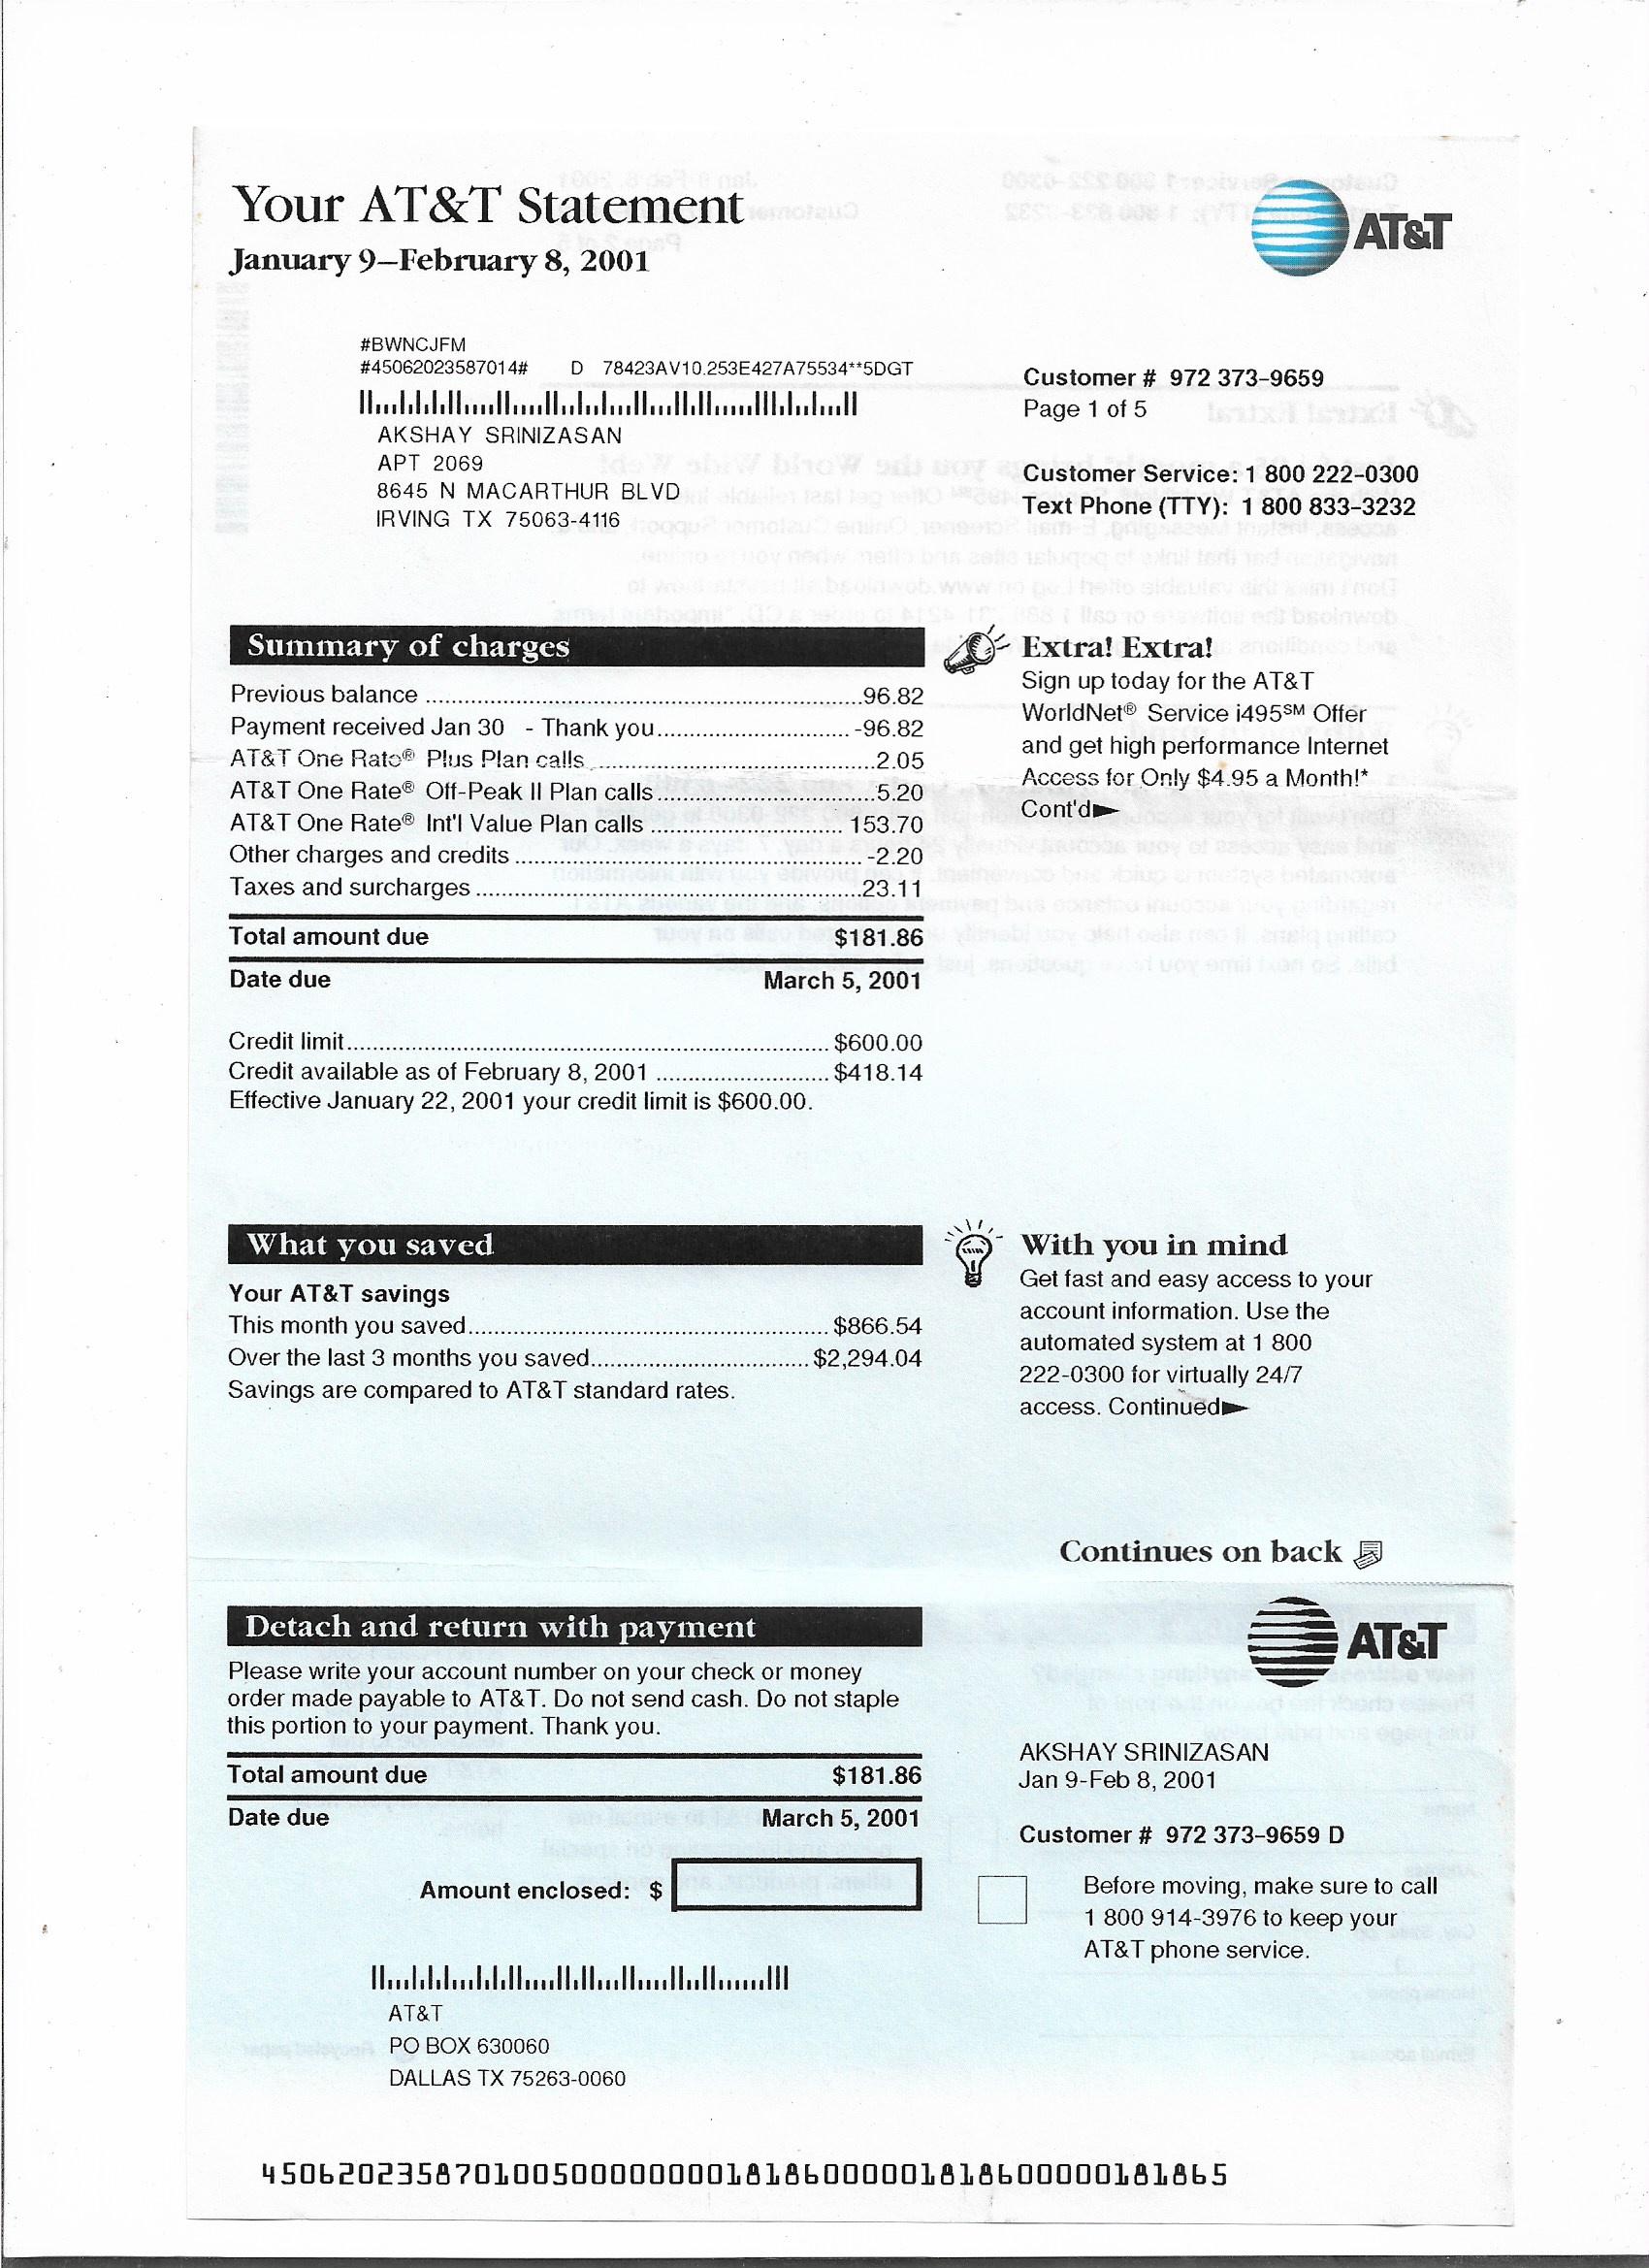 Your AT&T Statement
January 9–February 8, 2001
AT&T
#BWNCJFM
#45062023587014# D 78423AV10.253E427A75534**5DGT
AKSHAY SRINIZASAN
APT 2069
8645 N MACARTHUR BLVD
IRVING TX 75063-4116
Customer # 972 373–9659
Page 1 of 5
Customer Service: 1 800 222-0300
Text Phone (TTY): 1 800 833–3232
Summary of charges
Previous balance 96.82
Payment received Jan 30 - Thank you -96.82
AT&T One Rate® Plus Plan calls 2.05
AT&T One Rate® Off-Peak II Plan calls 5.20
AT&T One Rate® Int'l Value Plan calls 153.70
Other charges and credits -2.20
Taxes and surcharges 23.11
Total amount due $181.86
Date due March 5, 2001
Credit limit $600.00
Credit available as of February 8, 2001 $418.14
Effective January 22, 2001 your credit limit is $600.00.
Extra! Extra!
Sign up today for the AT&T
WorldNet® Service i495℠ Offer
and get high performance Internet
Access for Only $4.95 a Month!*
Cont'd►
What you saved
Your AT&T savings
This month you saved $866.54
Over the last 3 months you saved $2,294.04
Savings are compared to AT&T standard rates.
With you in mind
Get fast and easy access to your
account information. Use the
automated system at 1 800
222-0300 for virtually 24/7
access. Continued►
Continues on back
Detach and return with payment
Please write your account number on your check or money
order made payable to AT&T. Do not send cash. Do not staple
this portion to your payment. Thank you.
Total amount due $181.86
Date due March 5, 2001
Amount enclosed: $
AT&T
AKSHAY SRINIZASAN
Jan 9-Feb 8, 2001
Customer # 972 373–9659 D
Before moving, make sure to call
1 800 914-3976 to keep your
AT&T phone service.
AT&T
PO BOX 630060
DALLAS TX 75263-0060
450620235870100500000000018186000001818600000181865